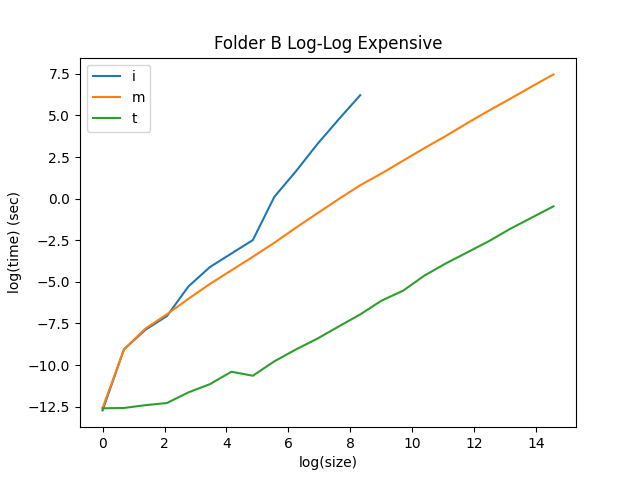 Folder B Log-Log Expensive
i
m
t
7.5
5.0
2.5
0.0
−2.5
−5.0
−7.5
−10.0
−12.5
log(time) (sec)
0 2 4 6 8 10 12 14
log(size)